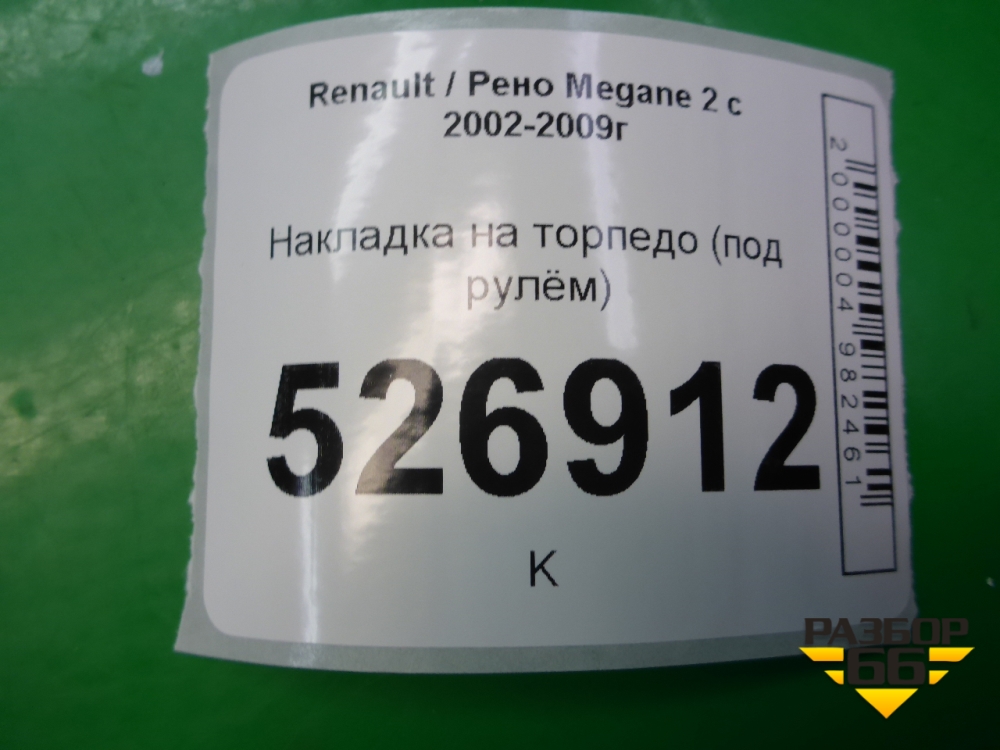 Renault / Рено Megane 2 с
2002-2009г
Накладка на торпедо (под
рулём)
526912
К
2000004982461
РАЗБОР
66